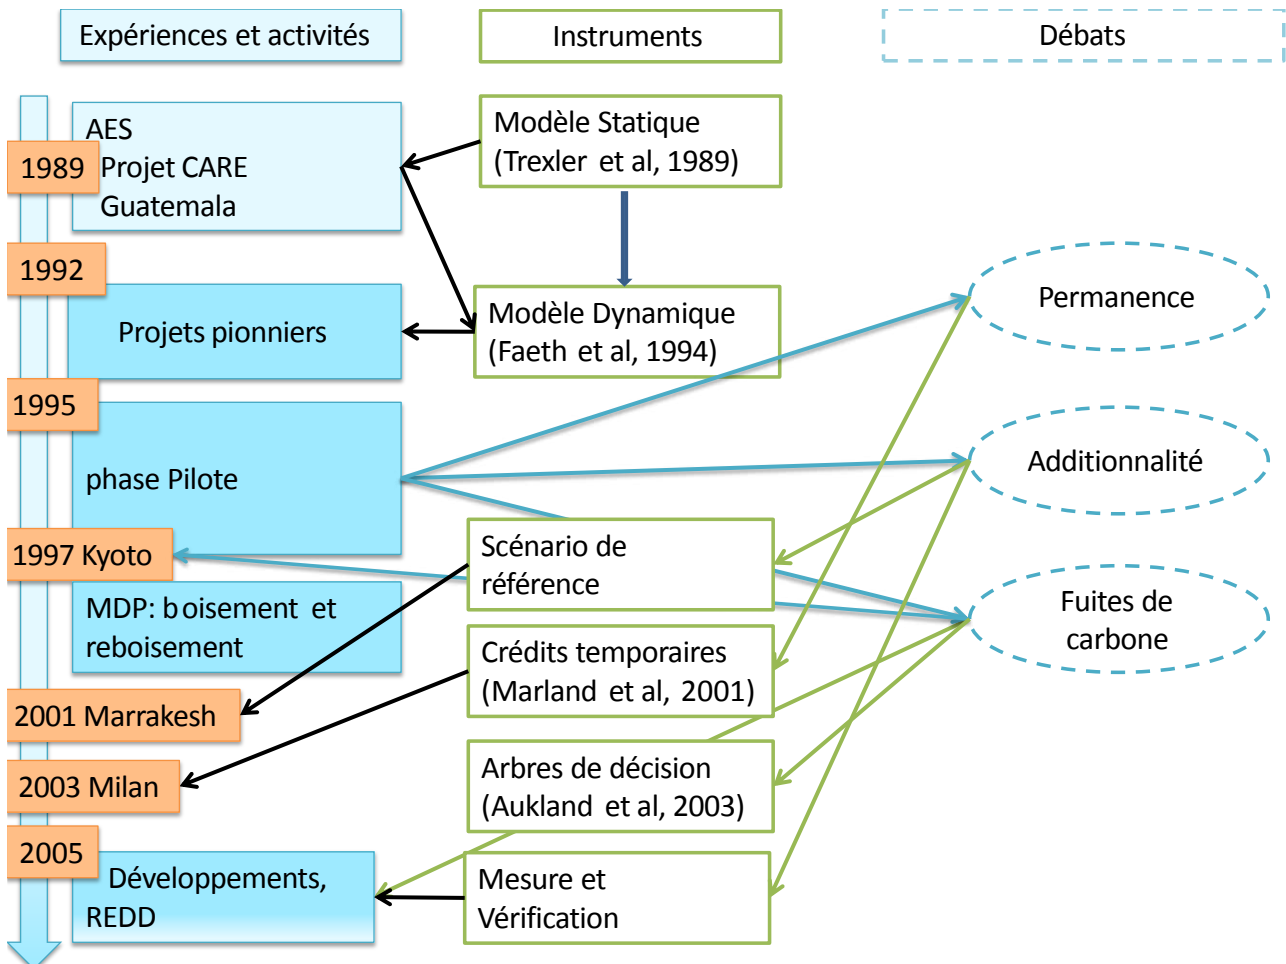 Expériences et activités
Instruments
Débats
AES
Projet CARE
Guatemala
1989
Modèle Statique
(Trexler et al, 1989)
1992
Projets pionniers
Modèle Dynamique
(Faeth et al, 1994)
Permanence
1995
phase Pilote
Additionnalité
1997 Kyoto
Scénario de
référence
MDP: boisement et
reboisement
Fuites de
carbone
Crédits temporaires
(Marland et al, 2001)
2001 Marrakesh
2003 Milan
Arbres de décision
(Aukland et al, 2003)
2005
Développements,
REDD
Mesure et
Vérification